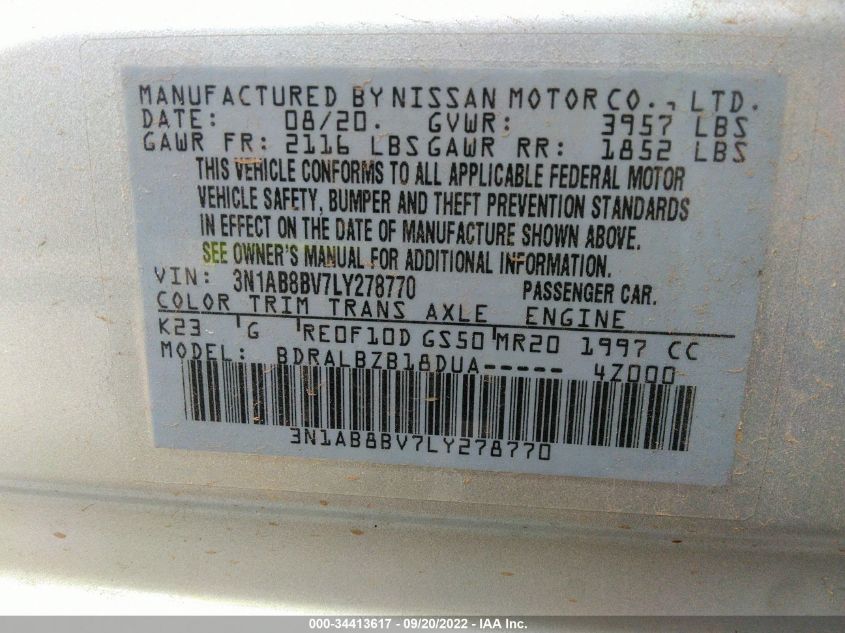 MANUFACTURED BY NISSAN MOTOR CO., LTD.
DATE: 08/20. GVWR: 3957 LBS
GAWR FR: 2116 LBS GAWR RR: 1852 LBS
THIS VEHICLE CONFORMS TO ALL APPLICABLE FEDERAL MOTOR
VEHICLE SAFETY, BUMPER AND THEFT PREVENTION STANDARDS
IN EFFECT ON THE DATE OF MANUFACTURE SHOWN ABOVE.
SEE OWNER'S MANUAL FOR ADDITIONAL INFORMATION.
VIN: 3N1AB8BV7LY278770 PASSENGER CAR.
COLOR TRIM TRANS AXLE ENGINE
K23 G RE0F10D GS50 MR20 1997 CC
MODEL: BDRALBZB18DUA----- 4Z000
3N1AB8BV7LY278770
000-34413617 - 09/20/2022 - IAA Inc.